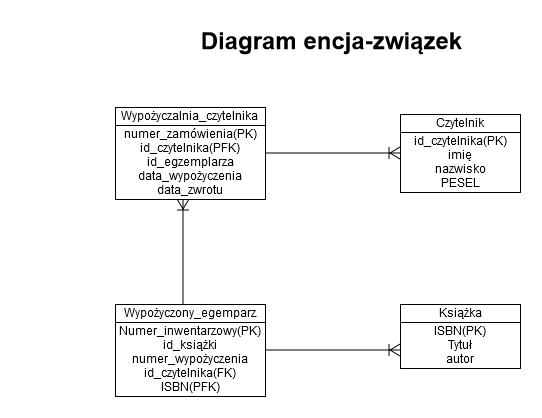 Diagram encja-związek
Wypożyczalnia_czytelnika
numer_zamówienia(PK)
id_czytelnika(PFK)
id_egzemplarza
data_wypożyczenia
data_zwrotu
Czytelnik
id_czytelnika(PK)
imię
nazwisko
PESEL
Wypożyczony_egemparz
Numer_inwentarzowy(PK)
id_książki
numer_wypożyczenia
id_czytelnika(FK)
ISBN(PFK)
Książka
ISBN(PK)
Tytuł
autor